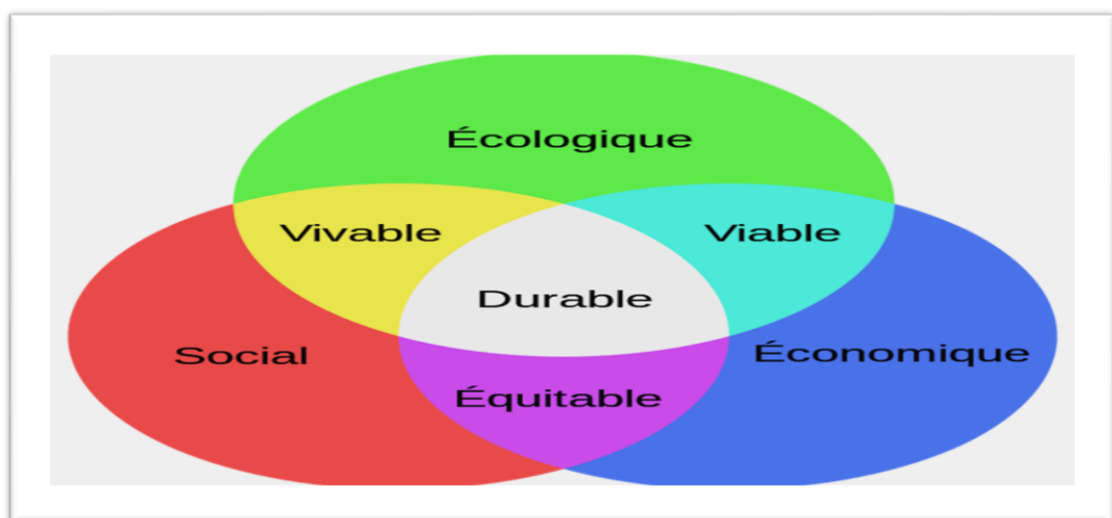 Écologique
Vivable
Viable
Durable
Social
Économique
Équitable